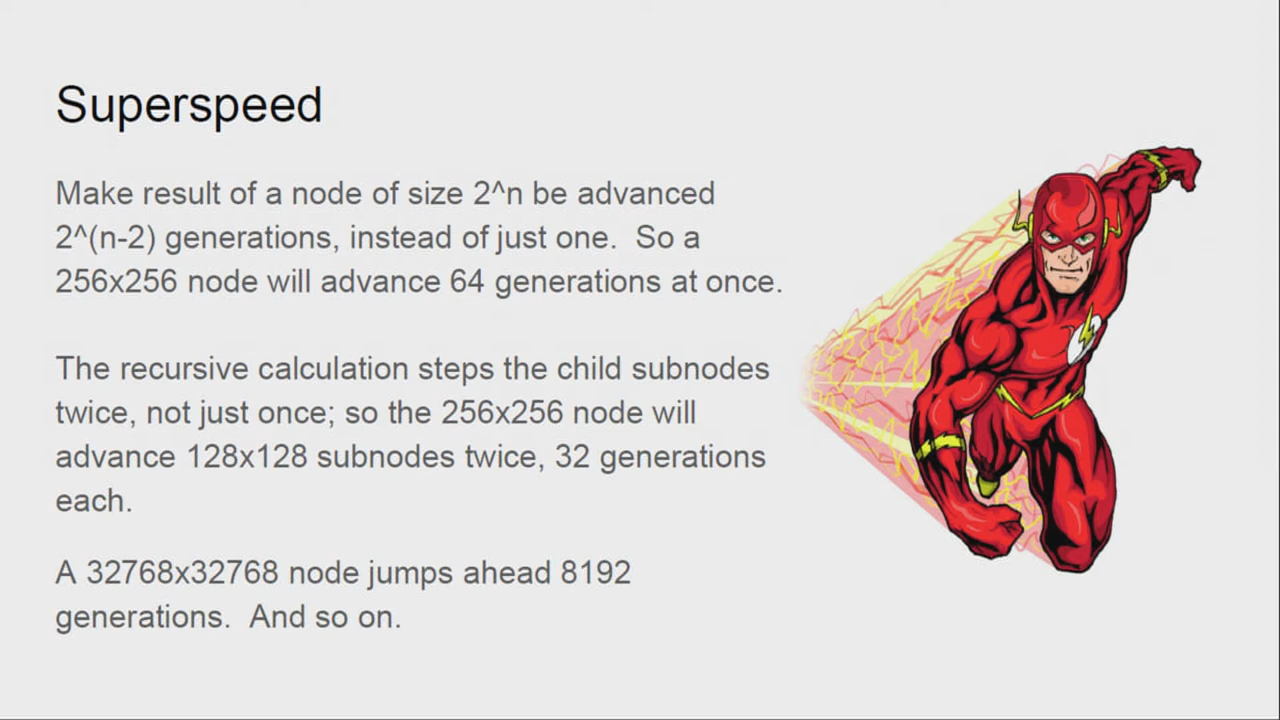 Superspeed
Make result of a node of size 2^n be advanced
2^(n-2) generations, instead of just one.  So a
256x256 node will advance 64 generations at once.
The recursive calculation steps the child subnodes
twice, not just once; so the 256x256 node will
advance 128x128 subnodes twice, 32 generations
each.
A 32768x32768 node jumps ahead 8192
generations.  And so on.